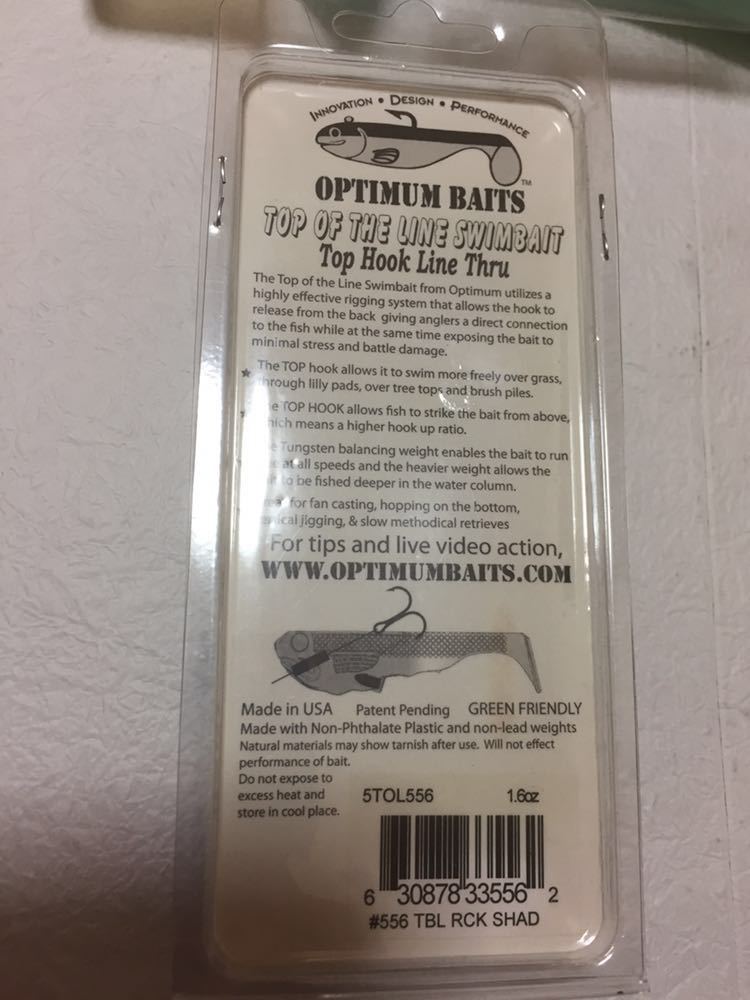 INNOVATION • DESIGN • PERFORMANCE
OPTIMUM BAITS™
TOP OF THE LINE SWIMBAIT
Top Hook Line Thru
The Top of the Line Swimbait from Optimum utilizes a
highly effective rigging system that allows the hook to
release from the back giving anglers a direct connection
to the fish while at the same time exposing the bait to
minimal stress and battle damage.
The TOP hook allows it to swim more freely over grass,
through lilly pads, over tree tops and brush piles.
TOP HOOK allows fish to strike the bait from above,
which means a higher hook up ratio.
Tungsten balancing weight enables the bait to run
at all speeds and the heavier weight allows the
to be fished deeper in the water column.
for fan casting, hopping on the bottom,
jigging, & slow methodical retrieves
For tips and live video action,
WWW.OPTIMUMBAITS.COM
Made in USA Patent Pending GREEN FRIENDLY
Made with Non-Phthalate Plastic and non-lead weights
Natural materials may show tarnish after use. Will not effect
performance of bait.
Do not expose to
excess heat and
store in cool place.
5TOL556 1.6oz
6 30878 33556 2
#556 TBL RCK SHAD